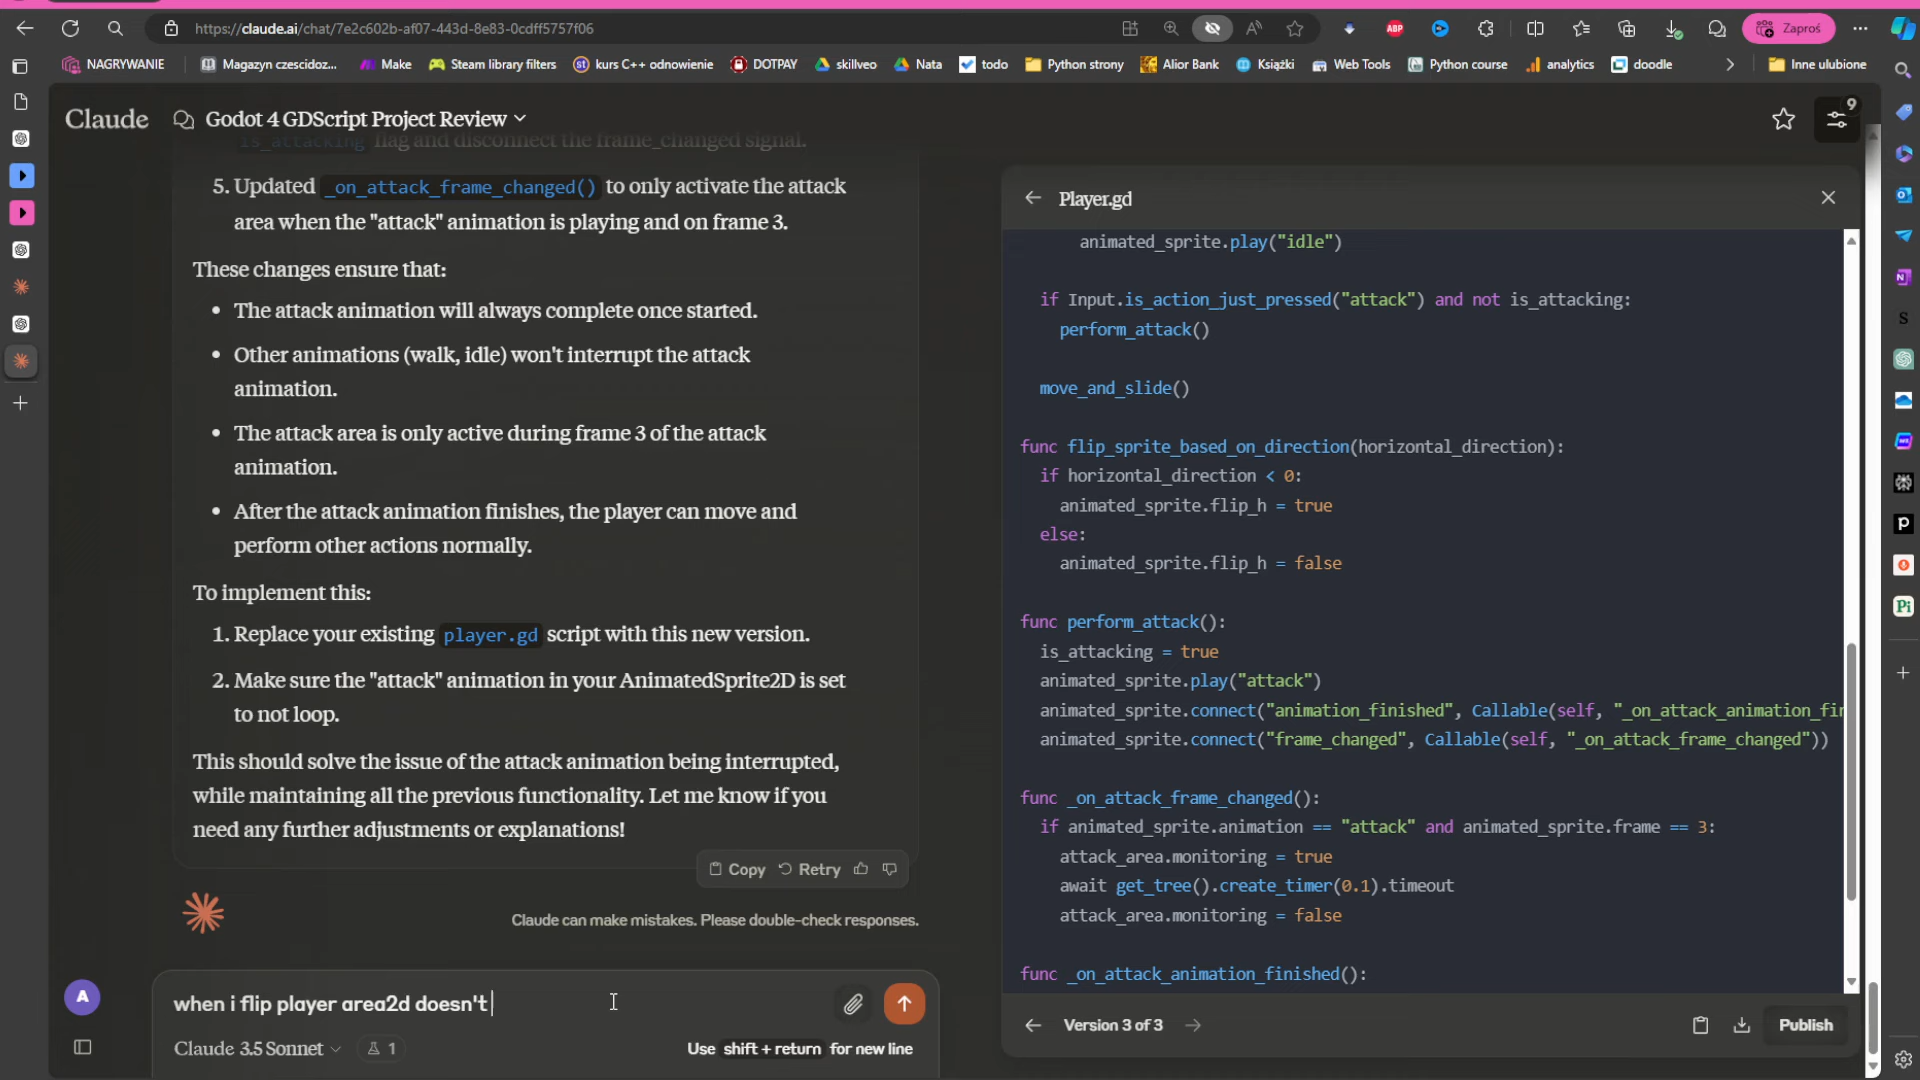 https://claude.ai/chat/7e2c602b-af07-443d-8e83-0cdff5757f06
ABP
Zaproś
NAGRYWANIE
Magazyn czescidoz...
Make
Steam library filters
kurs C++ odnowienie
DOTPAY
skillveo
Nata
todo
Python strony
Alior Bank
Książki
Web Tools
Python course
analytics
doodle
Inne ulubione
Claude
Godot 4 GDScript Project Review
9
is_attacking flag and disconnect the frame_changed signal.
5. Updated _on_attack_frame_changed() to only activate the attack
area when the "attack" animation is playing and on frame 3.
These changes ensure that:
• The attack animation will always complete once started.
• Other animations (walk, idle) won't interrupt the attack
animation.
• The attack area is only active during frame 3 of the attack
animation.
• After the attack animation finishes, the player can move and
perform other actions normally.
To implement this:
1. Replace your existing player.gd script with this new version.
2. Make sure the "attack" animation in your AnimatedSprite2D is set
to not loop.
This should solve the issue of the attack animation being interrupted,
while maintaining all the previous functionality. Let me know if you
need any further adjustments or explanations!
Copy
Retry
Claude can make mistakes. Please double-check responses.
A
when i flip player area2d doesn't
Claude 3.5 Sonnet
1
Use shift + return for new line
Player.gd
animated_sprite.play("idle")
if Input.is_action_just_pressed("attack") and not is_attacking:
perform_attack()
move_and_slide()
func flip_sprite_based_on_direction(horizontal_direction):
if horizontal_direction < 0:
animated_sprite.flip_h = true
else:
animated_sprite.flip_h = false
func perform_attack():
is_attacking = true
animated_sprite.play("attack")
animated_sprite.connect("animation_finished", Callable(self, "_on_attack_animation_fin
animated_sprite.connect("frame_changed", Callable(self, "_on_attack_frame_changed"))
func _on_attack_frame_changed():
if animated_sprite.animation == "attack" and animated_sprite.frame == 3:
attack_area.monitoring = true
await get_tree().create_timer(0.1).timeout
attack_area.monitoring = false
func _on_attack_animation_finished():
Version 3 of 3
Publish